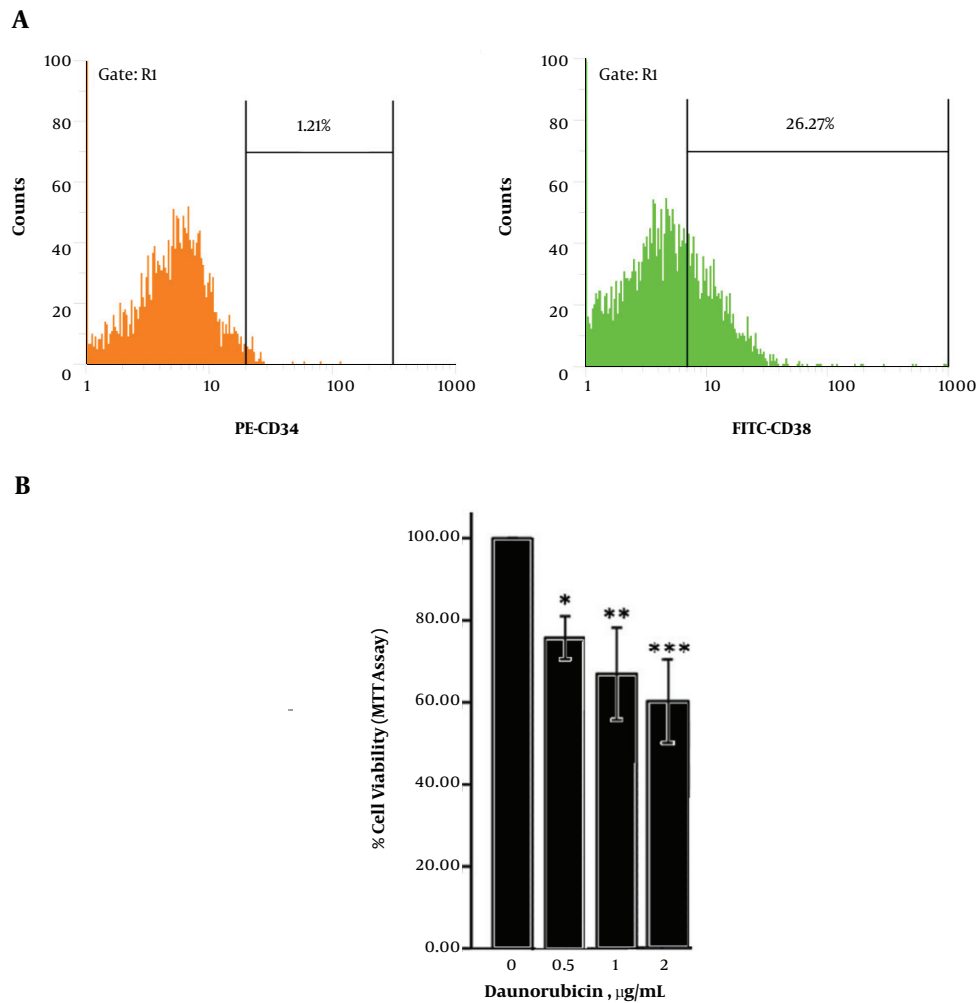 A
Gate: R1
1.21%
100
80
60
40
20
0
Counts
1 10 100 1000
PE-CD34
Gate: R1
26.27%
100
80
60
40
20
0
Counts
1 10 100 1000
FITC-CD38
B
100.00
80.00
60.00
40.00
20.00
0.00
% Cell Viability (MTT Assay)
*
**
***
0 0.5 1 2
Daunorubicin , µg/mL